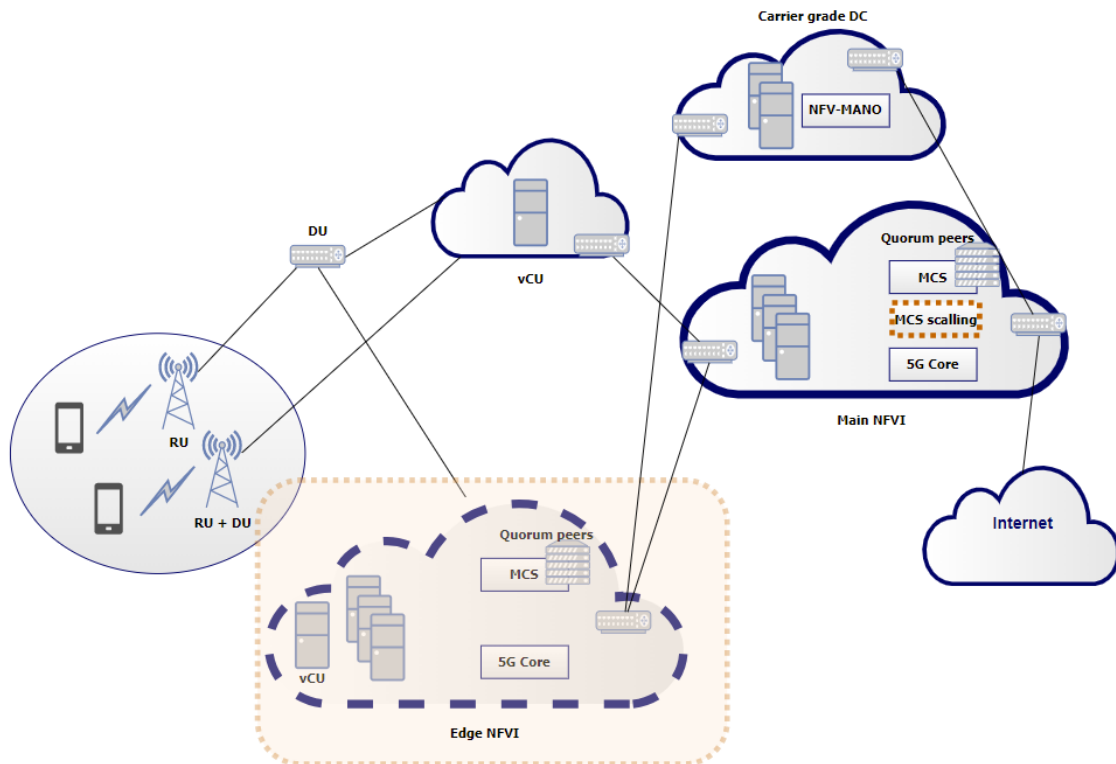 Carrier grade DC
NFV-MANO
DU
vCU
Quorum peers
MCS
MCS scalling
5G Core
Main NFVI
RU
RU + DU
Internet
Quorum peers
MCS
5G Core
vCU
Edge NFVI